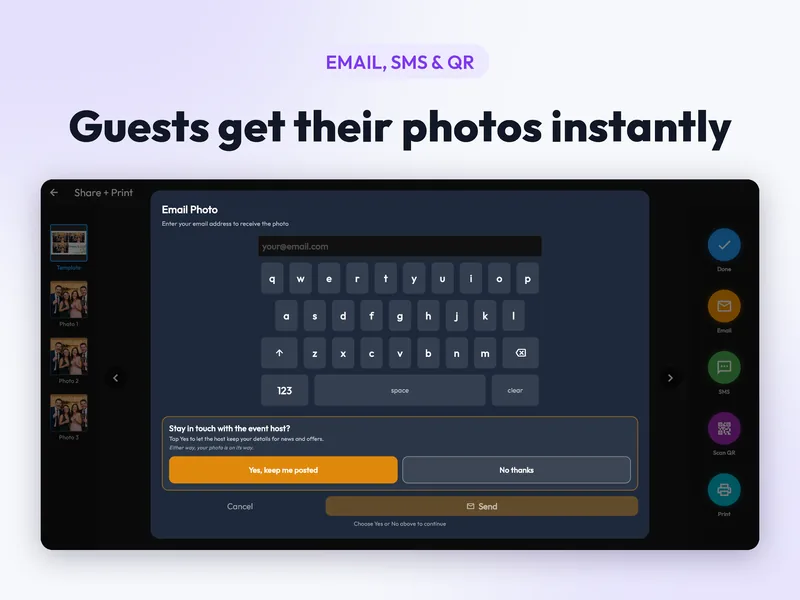 EMAIL, SMS & QR
Guests get their photos instantly
Share + Print
Template
Photo 1
Photo 2
Photo 3
Email Photo
Enter your email address to receive the photo
your@email.com
q w e r t y u i o p
a s d f g h j k l
z x c v b n m
123 space clear
Stay in touch with the event host?
Tap Yes to let the host keep your details for news and offers.
Either way, your photo is on its way.
Yes, keep me posted
No thanks
Cancel
Send
Choose Yes or No above to continue
Done
Email
SMS
Scan QR
Print